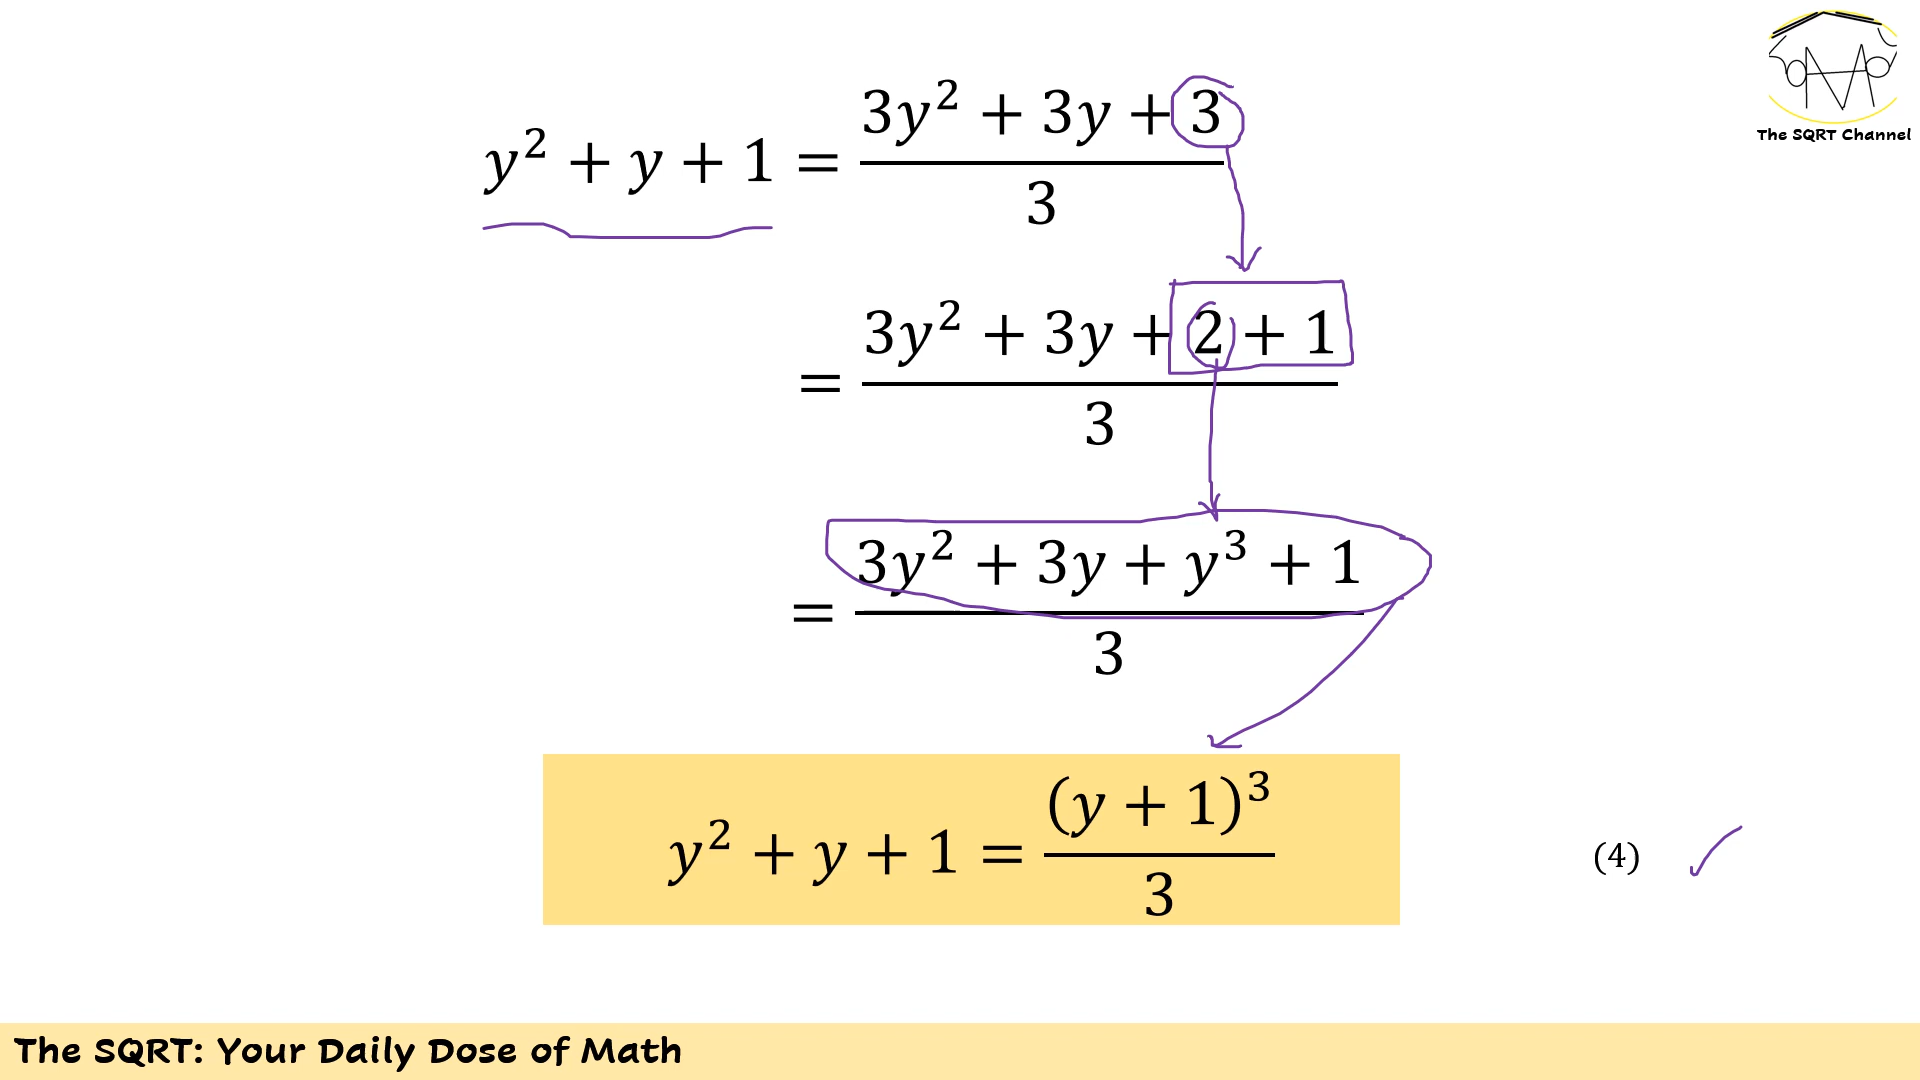 The SQRT Channel
y² + y + 1 = (3y² + 3y + 3)/3
= (3y² + 3y + 2 + 1)/3
= (3y² + 3y + y³ + 1)/3
y² + y + 1 = (y + 1)³/3 (4)
The SQRT: Your Daily Dose of Math